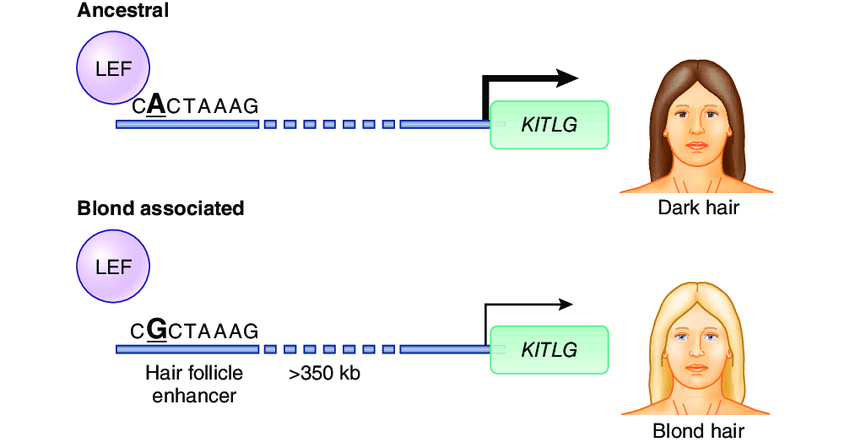 Ancestral
LEF
CACTAAAG
KITLG
Dark hair
Blond associated
LEF
CGCTAAAG
KITLG
Hair follicle
enhancer
>350 kb
Blond hair